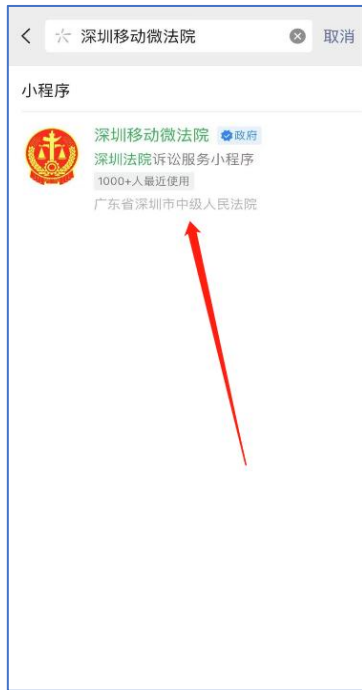 深圳移动微法院
取消
小程序
深圳移动微法院 政府
深圳法院诉讼服务小程序
1000+人最近使用
广东省深圳市中级人民法院